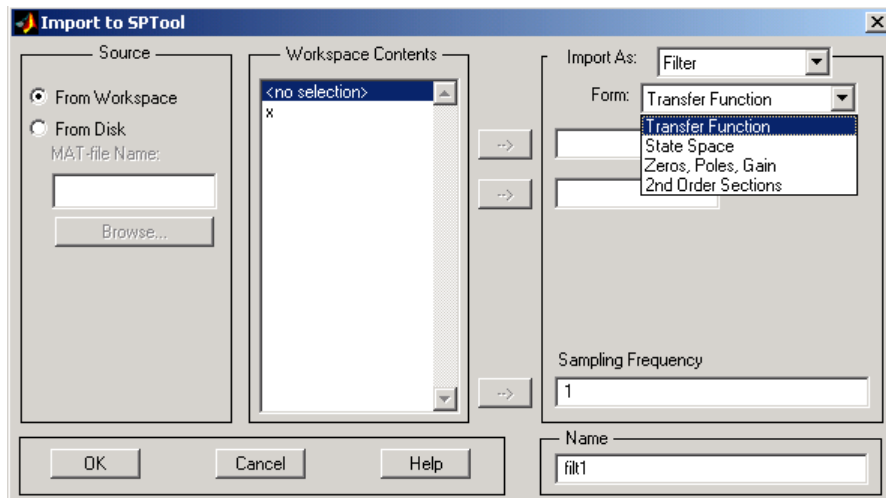 Import to SPTool
Source
From Workspace
From Disk
MAT-file Name:
Browse...
Workspace Contents
<no selection>
x
-->
-->
-->
Import As:
Filter
Form:
Transfer Function
Transfer Function
State Space
Zeros, Poles, Gain
2nd Order Sections
Sampling Frequency
1
OK
Cancel
Help
Name
filt1